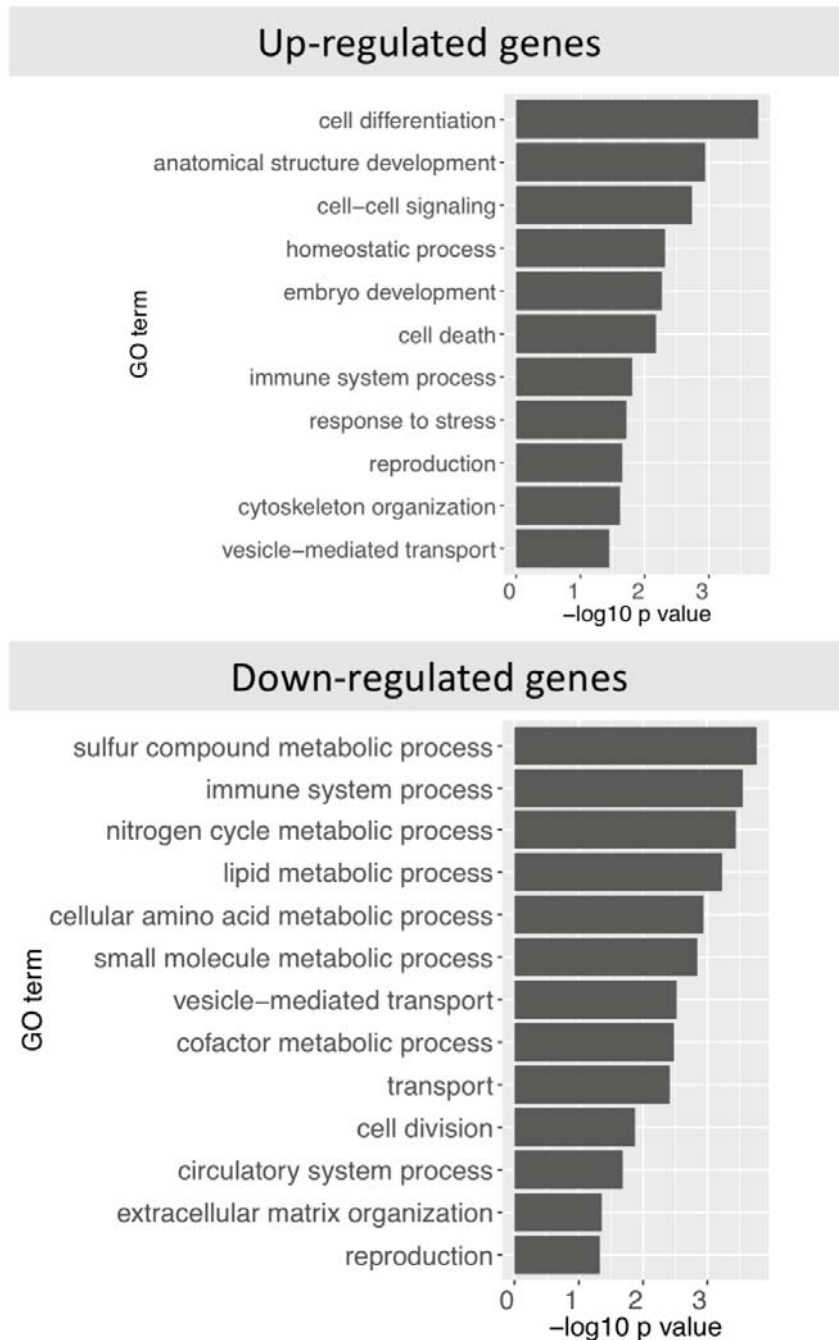 Up-regulated genes
GO term
cell differentiation
anatomical structure development
cell−cell signaling
homeostatic process
embryo development
cell death
immune system process
response to stress
reproduction
cytoskeleton organization
vesicle−mediated transport
0 1 2 3
−log10 p value
Down-regulated genes
GO term
sulfur compound metabolic process
immune system process
nitrogen cycle metabolic process
lipid metabolic process
cellular amino acid metabolic process
small molecule metabolic process
vesicle−mediated transport
cofactor metabolic process
transport
cell division
circulatory system process
extracellular matrix organization
reproduction
0 1 2 3
−log10 p value